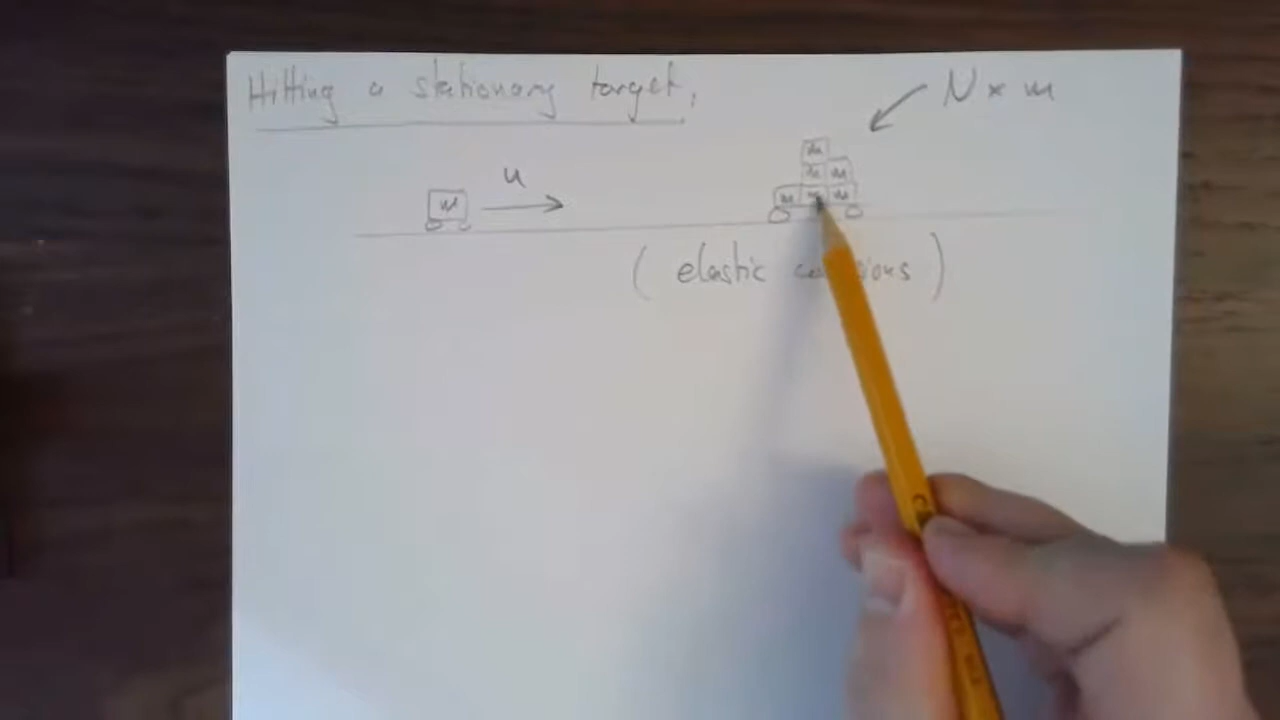 Hitting a stationary target,
N × m
u
m
m
m m
m m m
( elastic )